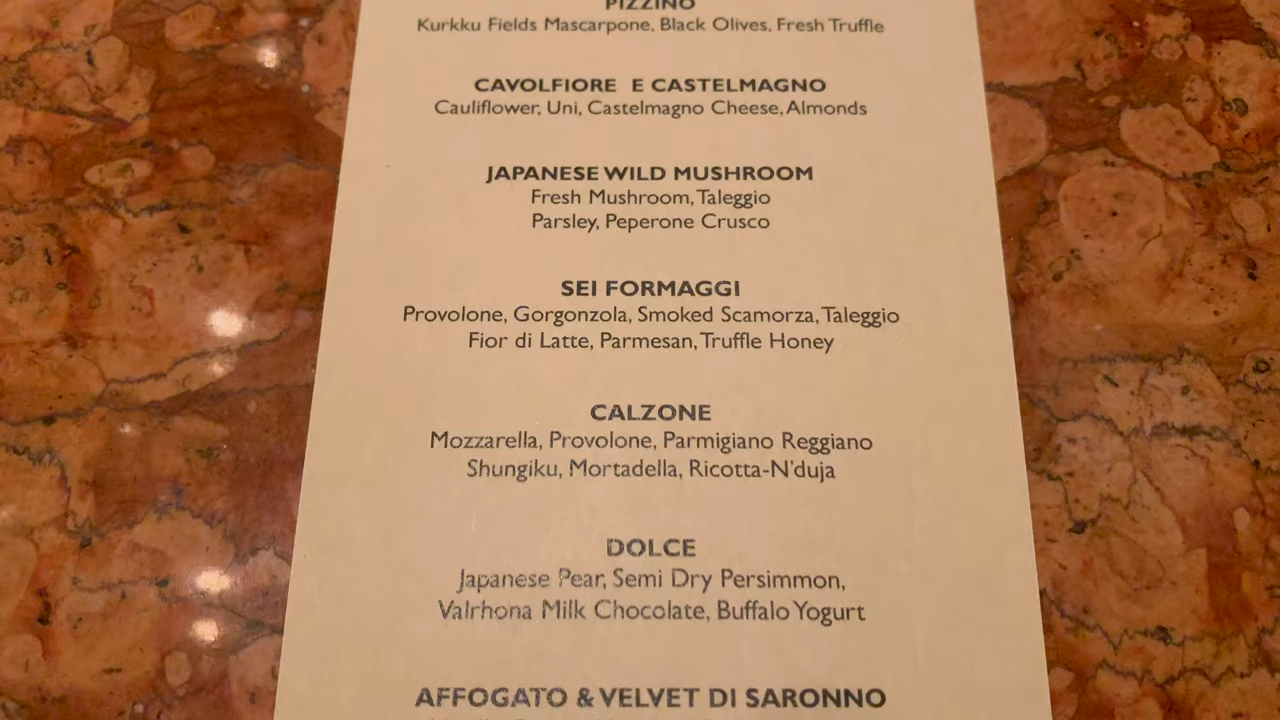 PIZZINO
Kurkku Fields Mascarpone, Black Olives, Fresh Truffle
CAVOLFIORE E CASTELMAGNO
Cauliflower, Uni, Castelmagno Cheese, Almonds
JAPANESE WILD MUSHROOM
Fresh Mushroom, Taleggio
Parsley, Peperone Crusco
SEI FORMAGGI
Provolone, Gorgonzola, Smoked Scamorza, Taleggio
Fior di Latte, Parmesan, Truffle Honey
CALZONE
Mozzarella, Provolone, Parmigiano Reggiano
Shungiku, Mortadella, Ricotta-N'duja
DOLCE
Japanese Pear, Semi Dry Persimmon,
Valrhona Milk Chocolate, Buffalo Yogurt
AFFOGATO & VELVET DI SARONNO